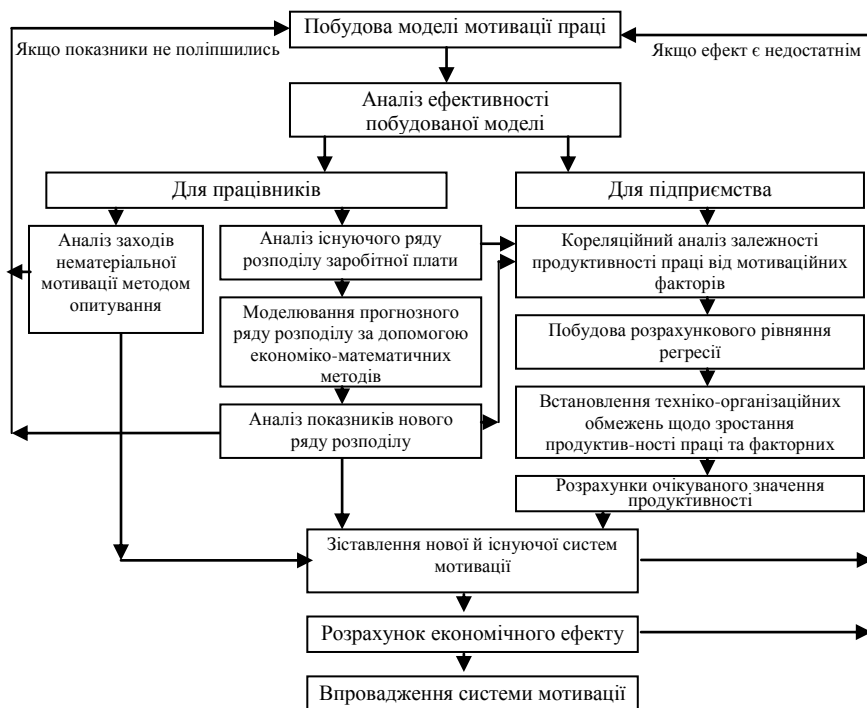 Побудова моделі мотивації праці
Якщо показники не поліпшились
Якщо ефект є недостатнім
Аналіз ефективності
побудованої моделі
Для працівників
Для підприємства
Аналіз заходів
нематеріальної
мотивації методом
опитування
Аналіз існуючого ряду
розподілу заробітної плати
Кореляційний аналіз залежності
продуктивності праці від мотиваційних
факторів
Моделювання прогнозного
ряду розподілу за допомогою
економіко-математичних
методів
Побудова розрахункового рівняння
регресії
Аналіз показників нового
ряду розподілу
Встановлення техніко-організаційних
обмежень щодо зростання
продуктив-ності праці та факторних
Розрахунки очікуваного значення
продуктивності
Зіставлення нової й існуючої систем
мотивації
Розрахунок економічного ефекту
Впровадження системи мотивації